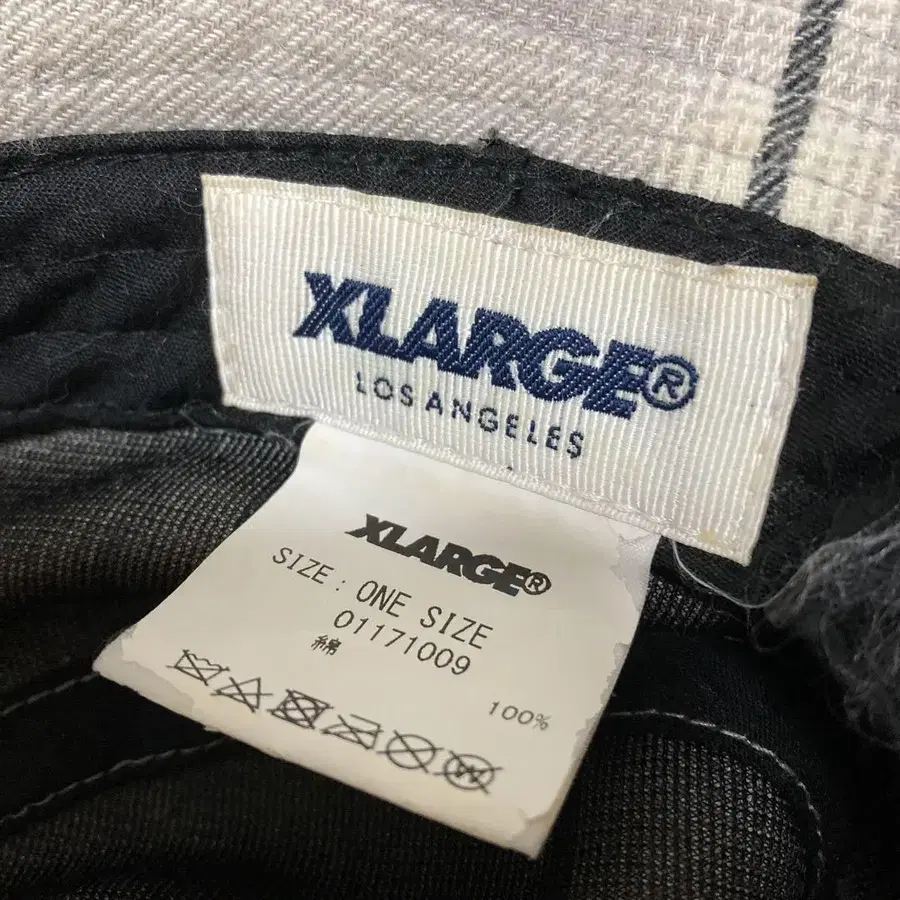 XLARGE®
LOS ANGELES
XLARGE®
SIZE : ONE SIZE
01171009
綿 100%